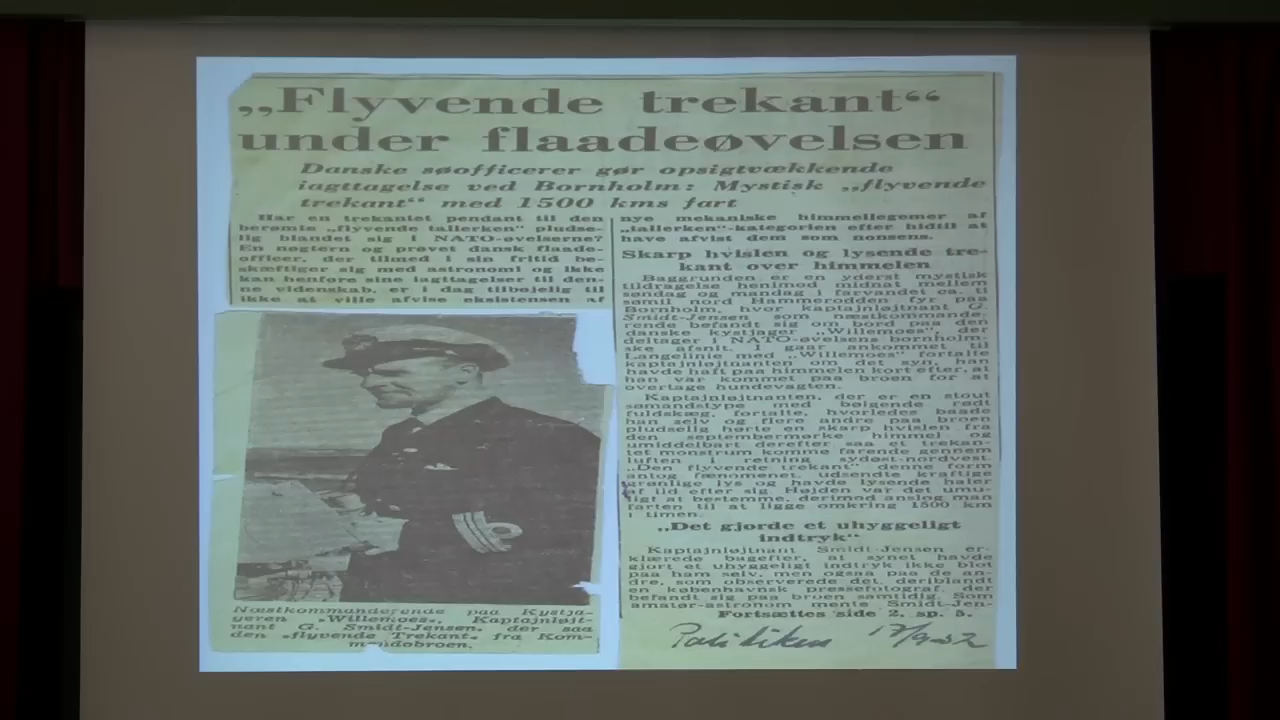 „Flyvende trekant“
under flaadeøvelsen
Danske søofficerer gør opsigtvækkende
iagttagelse ved Bornholm: Mystisk „flyvende
trekant“ med 1500 kms fart
Har en trekantet pendant til den
berømte „flyvende tallerken“ pludse-
lig blandet sig i NATO-øvelserne?
En nøgtern og prøvet dansk flaade-
officer, der tilmed i sin fritid be-
skæftiger sig med astronomi og ikke
kan henføre sine iagttagelser til den-
ne videnskab, er i dag tilbøjelig til
ikke at ville afvise eksistensen af
nye mekaniske himmellegemer af
„tallerken“-kategorien efter hidtil at
have afvist dem som nonsens.
Skarp hvislen og lysende tre-
kant over himmelen
Baggrunden er en yderst mystisk
tildragelse henimod midnat mellem
søndag og mandag i farvandet ca. ti
sømil nord Hammerodden fyr paa
Bornholm, hvor kaptajnløjtnant G.
Smidt-Jensen som næstkommande-
rende befandt sig om bord paa den
danske kystjager „Willemoes“, der
deltager i NATO-øvelsens bornholm-
ske afsnit. I gaar ankommet til
Langelinie med „Willemoes“ fortalte
kaptajnløjtnanten om det syn, han
havde haft paa himmelen kort efter, at
han var kommet paa broen for at
overtage hundevagten.
Kaptajnløjtnanten, der er en stout
sømandstype med bølgende rødt
fuldskæg, fortalte, hvorledes baade
han selv og flere andre paa broen
pludselig hørte en skarp hvislen fra
den septembermørke himmel og
umiddelbart derefter saa et trekan-
tet monstrum komme farende gennem
luften i retning sydøst-nordvest.
„Den flyvende trekant“ denne form
antog fænomenet, udsendte kraftige
grønlige lys og havde lysende haler
af ild efter sig. Højden var det umu-
ligt at bestemme, derimod anslog man
farten til at ligge omkring 1500 km
i timen.
„Det gjorde et uhyggeligt
indtryk“
Kaptajnløjtnant Smidt-Jensen er-
klærede bagefter, at synet havde
gjort et uhyggeligt indtryk ikke blot
paa ham selv, men ogsaa paa de an-
dre, som observerede det, deriblandt
en københavnsk pressefotograf, der
befandt sig paa broen samtidig. Som
amatør-astronom mente Smidt-Jen-
Fortsættes side 2, sp. 5.
Næstkommanderende paa Kystja-
geren „Willemoes“, Kaptajnløjt-
nant G. Smidt-Jensen, der saa
den „flyvende Trekant“ fra Kom-
mandobroen.
Politiken 17/9-52